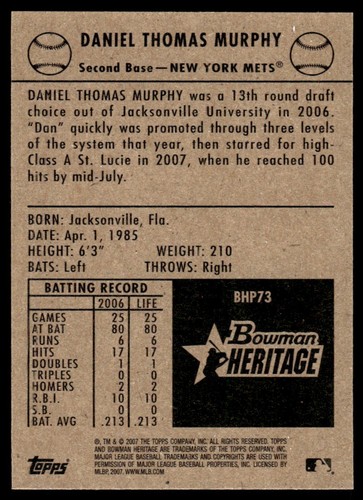 DANIEL THOMAS MURPHY
Second Base—NEW YORK METS®
DANIEL THOMAS MURPHY was a 13th round draft
choice out of Jacksonville University in 2006.
"Dan" quickly was promoted through three levels
of the system that year, then starred for high-
Class A St. Lucie in 2007, when he reached 100
hits by mid-July.
BORN: Jacksonville, Fla.
DATE: Apr. 1, 1985
HEIGHT: 6'3" WEIGHT: 210
BATS: Left THROWS: Right
BATTING RECORD
2006 LIFE
GAMES 25 25
AT BAT 80 80
RUNS 6 6
HITS 17 17
DOUBLES 1 1
TRIPLES 0 0
HOMERS 2 2
R.B.I. 10 10
S.B. 0 0
BAT. AVG .213 .213
BHP73
Bowman
HERITAGE
®, TM & © 2007 THE TOPPS COMPANY, INC. ALL RIGHTS RESERVED. TOPPS
AND BOWMAN HERITAGE ARE TRADEMARKS OF THE TOPPS COMPANY, INC.
MAJOR LEAGUE BASEBALL TRADEMARKS AND COPYRIGHTS ARE USED WITH
PERMISSION OF MAJOR LEAGUE BASEBALL PROPERTIES, INC. LICENSED BY
MLBP, 2007. WWW.MLB.COM
topps